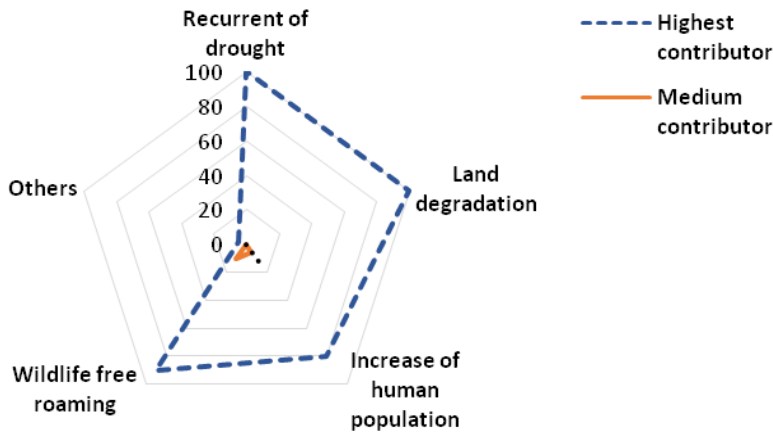 Recurrent of
drought
100
80
60
40
20
0
Others
Land
degradation
Increase of
human
population
Wildlife free
roaming
Highest
contributor
Medium
contributor